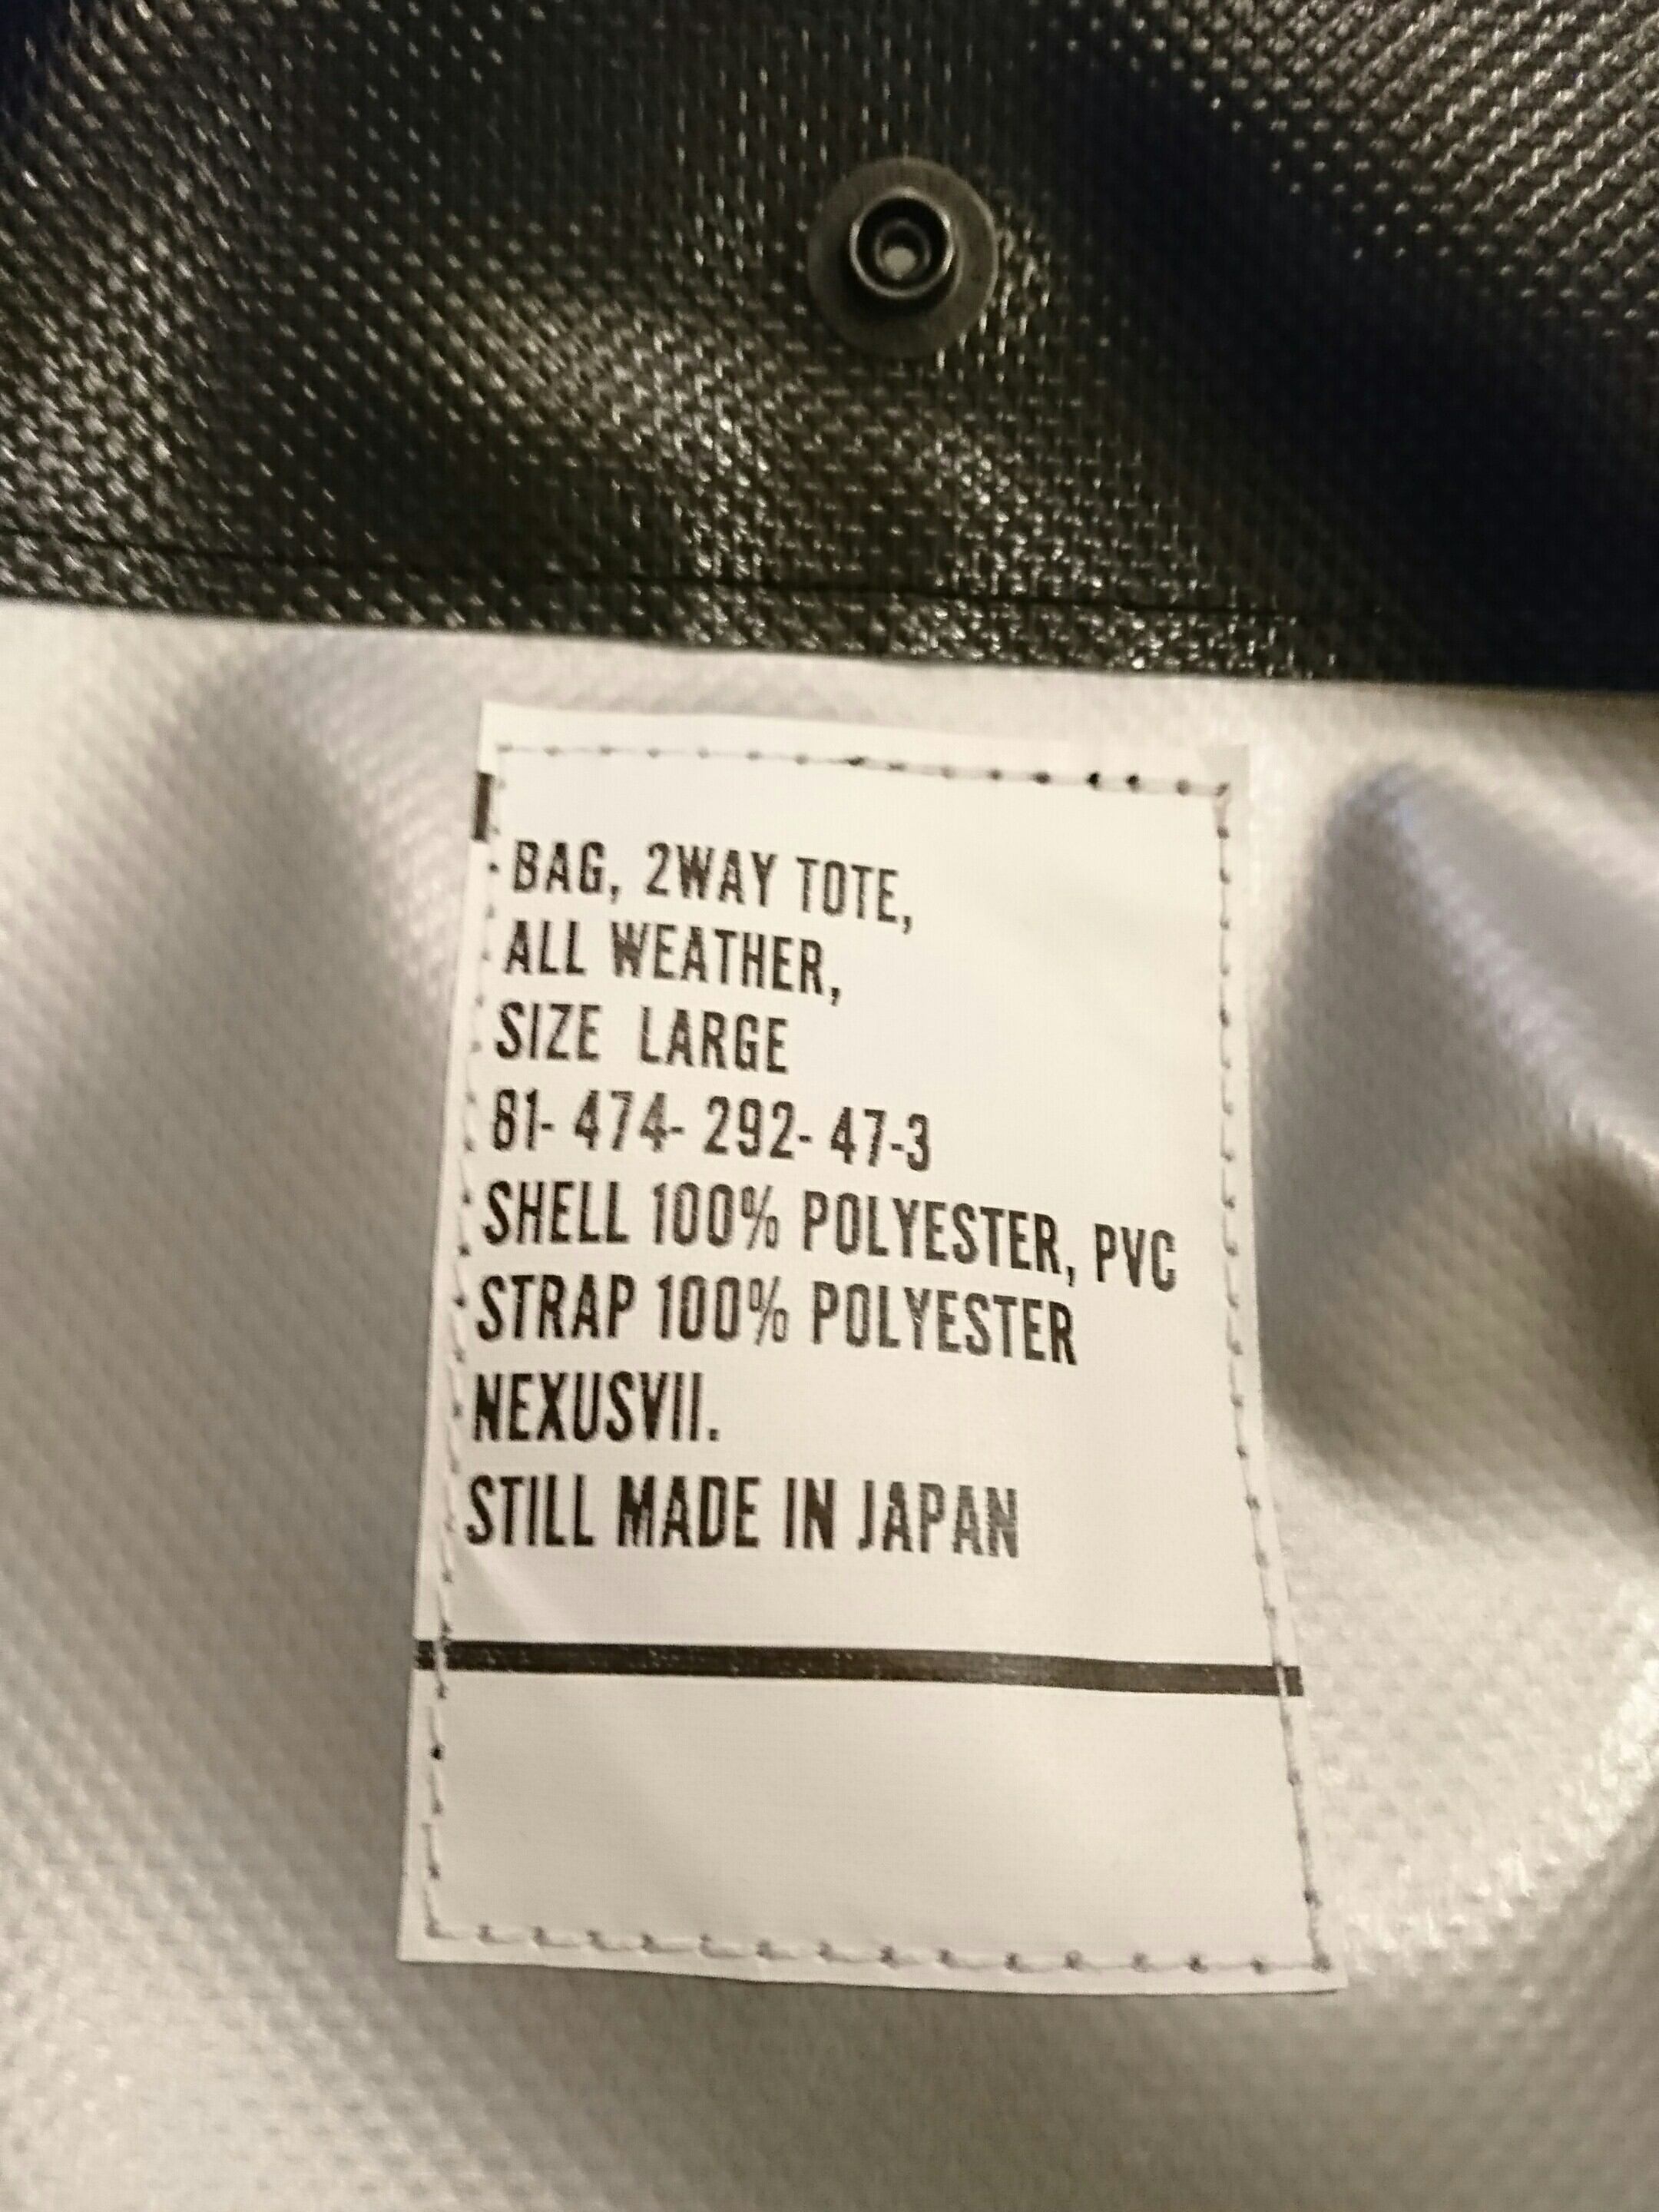 BAG, 2WAY TOTE,
ALL WEATHER,
SIZE LARGE
81- 474- 292- 47-3
SHELL 100% POLYESTER, PVC
STRAP 100% POLYESTER
NEXUSVII.
STILL MADE IN JAPAN